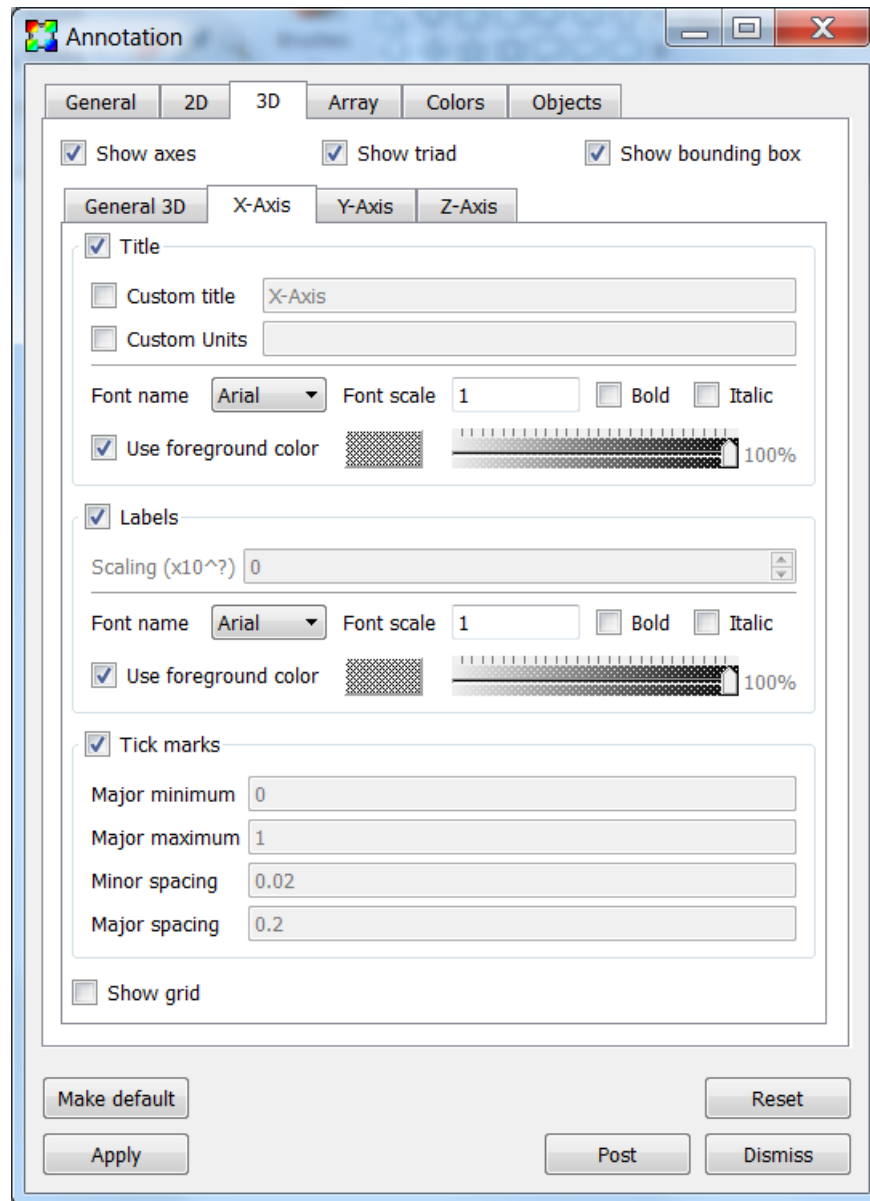 Annotation
General 2D 3D Array Colors Objects
Show axes Show triad Show bounding box
General 3D X-Axis Y-Axis Z-Axis
Title
Custom title X-Axis
Custom Units
Font name Arial Font scale 1 Bold Italic
Use foreground color 100%
Labels
Scaling (x10^?) 0
Font name Arial Font scale 1 Bold Italic
Use foreground color 100%
Tick marks
Major minimum 0
Major maximum 1
Minor spacing 0.02
Major spacing 0.2
Show grid
Make default Reset
Apply Post Dismiss